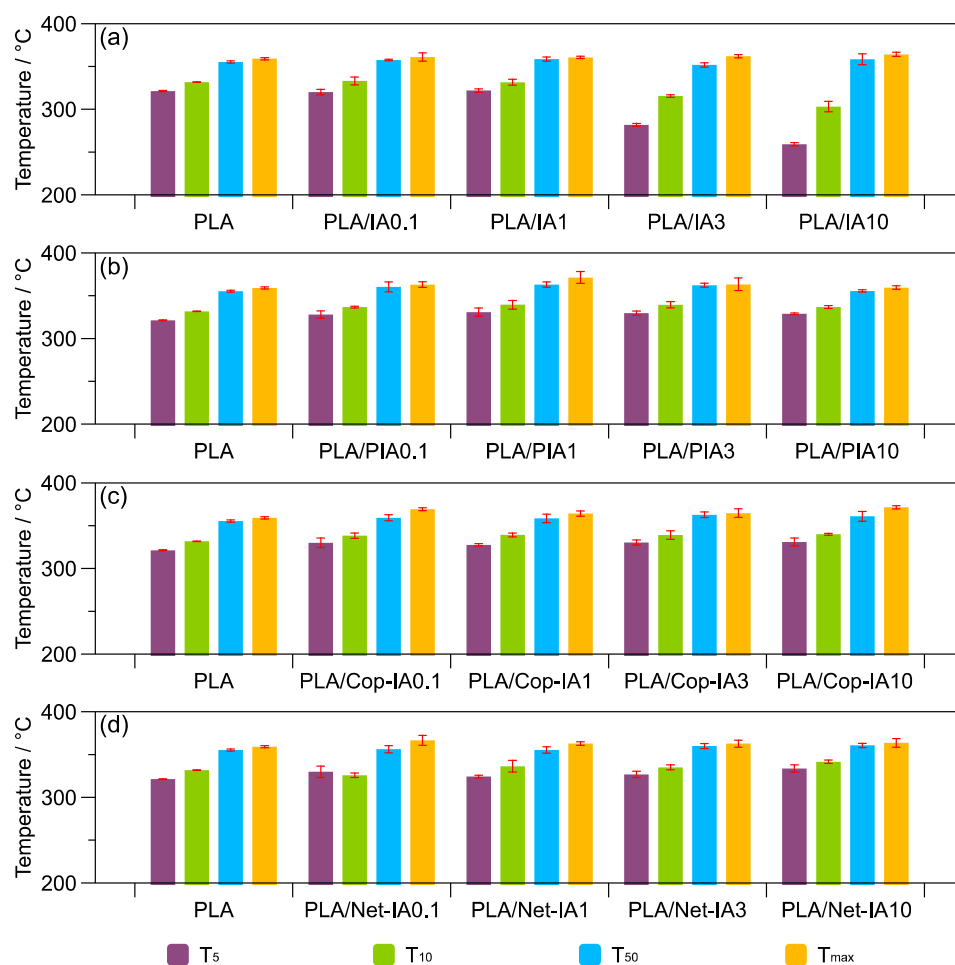 (a)
Temperature / °C
400
300
200
PLA PLA/IA0.1 PLA/IA1 PLA/IA3 PLA/IA10
(b)
Temperature / °C
400
300
200
PLA PLA/PIA0.1 PLA/PIA1 PLA/PIA3 PLA/PIA10
(c)
Temperature / °C
400
300
200
PLA PLA/Cop-IA0.1 PLA/Cop-IA1 PLA/Cop-IA3 PLA/Cop-IA10
(d)
Temperature / °C
400
300
200
PLA PLA/Net-IA0.1 PLA/Net-IA1 PLA/Net-IA3 PLA/Net-IA10
T5 T10 T50 Tmax